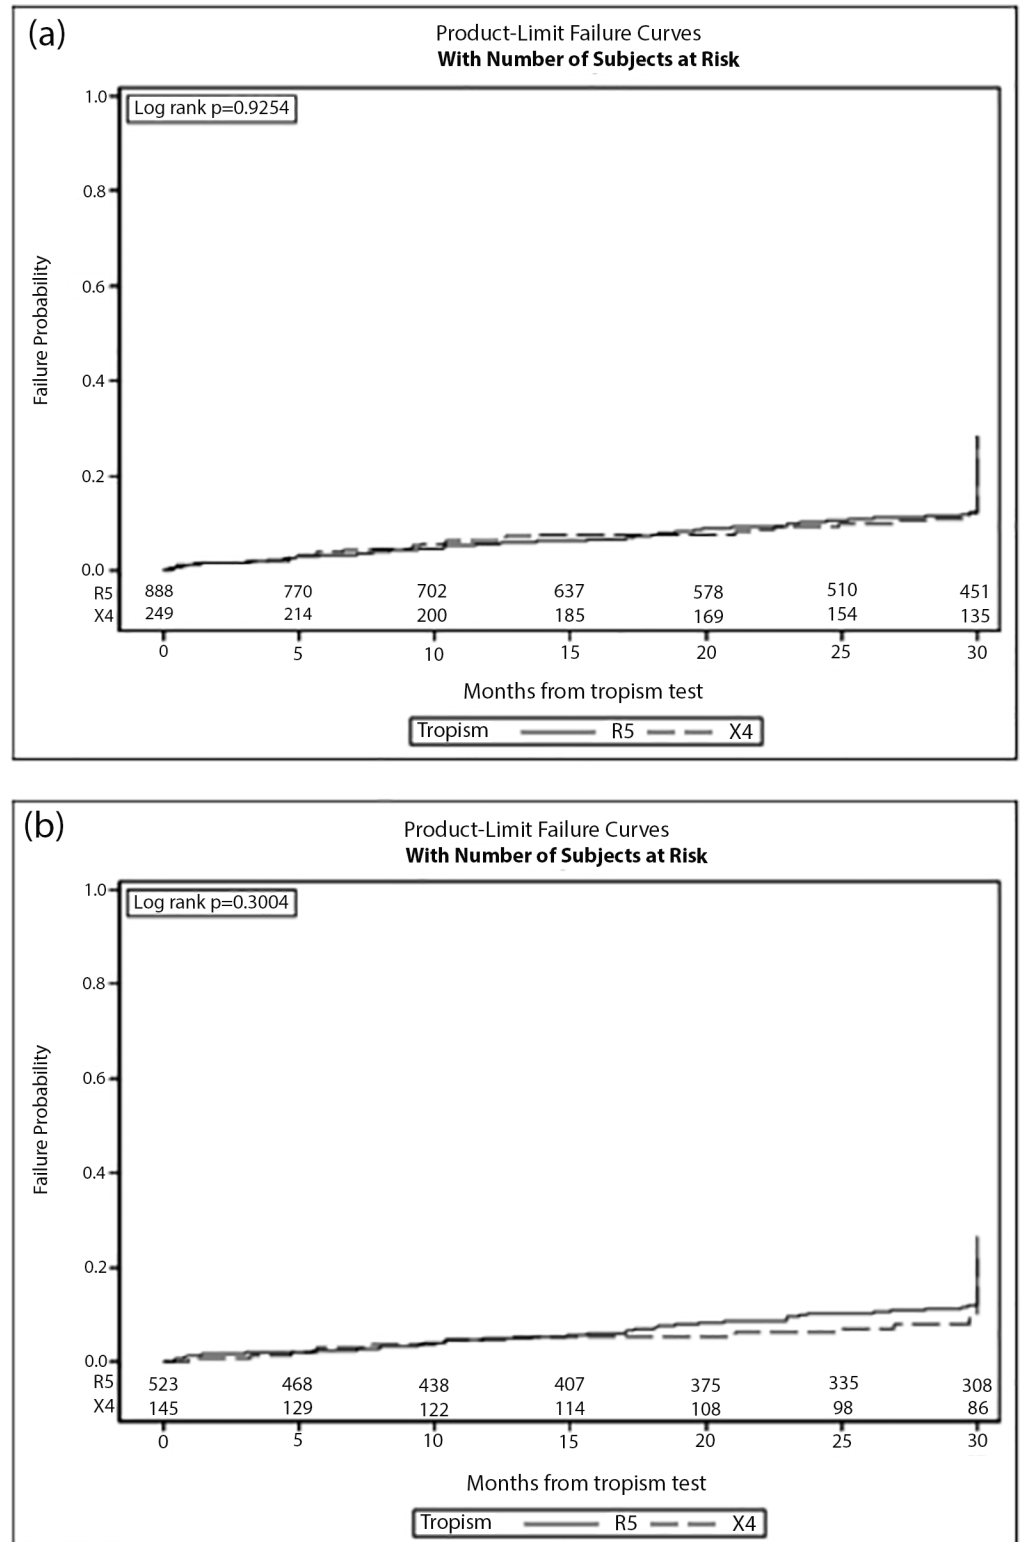 (a)
Product-Limit Failure Curves
With Number of Subjects at Risk
Log rank p=0.9254
1.0
0.8
0.6
0.4
0.2
0.0
Failure Probability
R5 888 770 702 637 578 510 451
X4 249 214 200 185 169 154 135
0 5 10 15 20 25 30
Months from tropism test
Tropism R5 X4
(b)
Product-Limit Failure Curves
With Number of Subjects at Risk
Log rank p=0.3004
1.0
0.8
0.6
0.4
0.2
0.0
Failure Probability
R5 523 468 438 407 375 335 308
X4 145 129 122 114 108 98 86
0 5 10 15 20 25 30
Months from tropism test
Tropism R5 X4